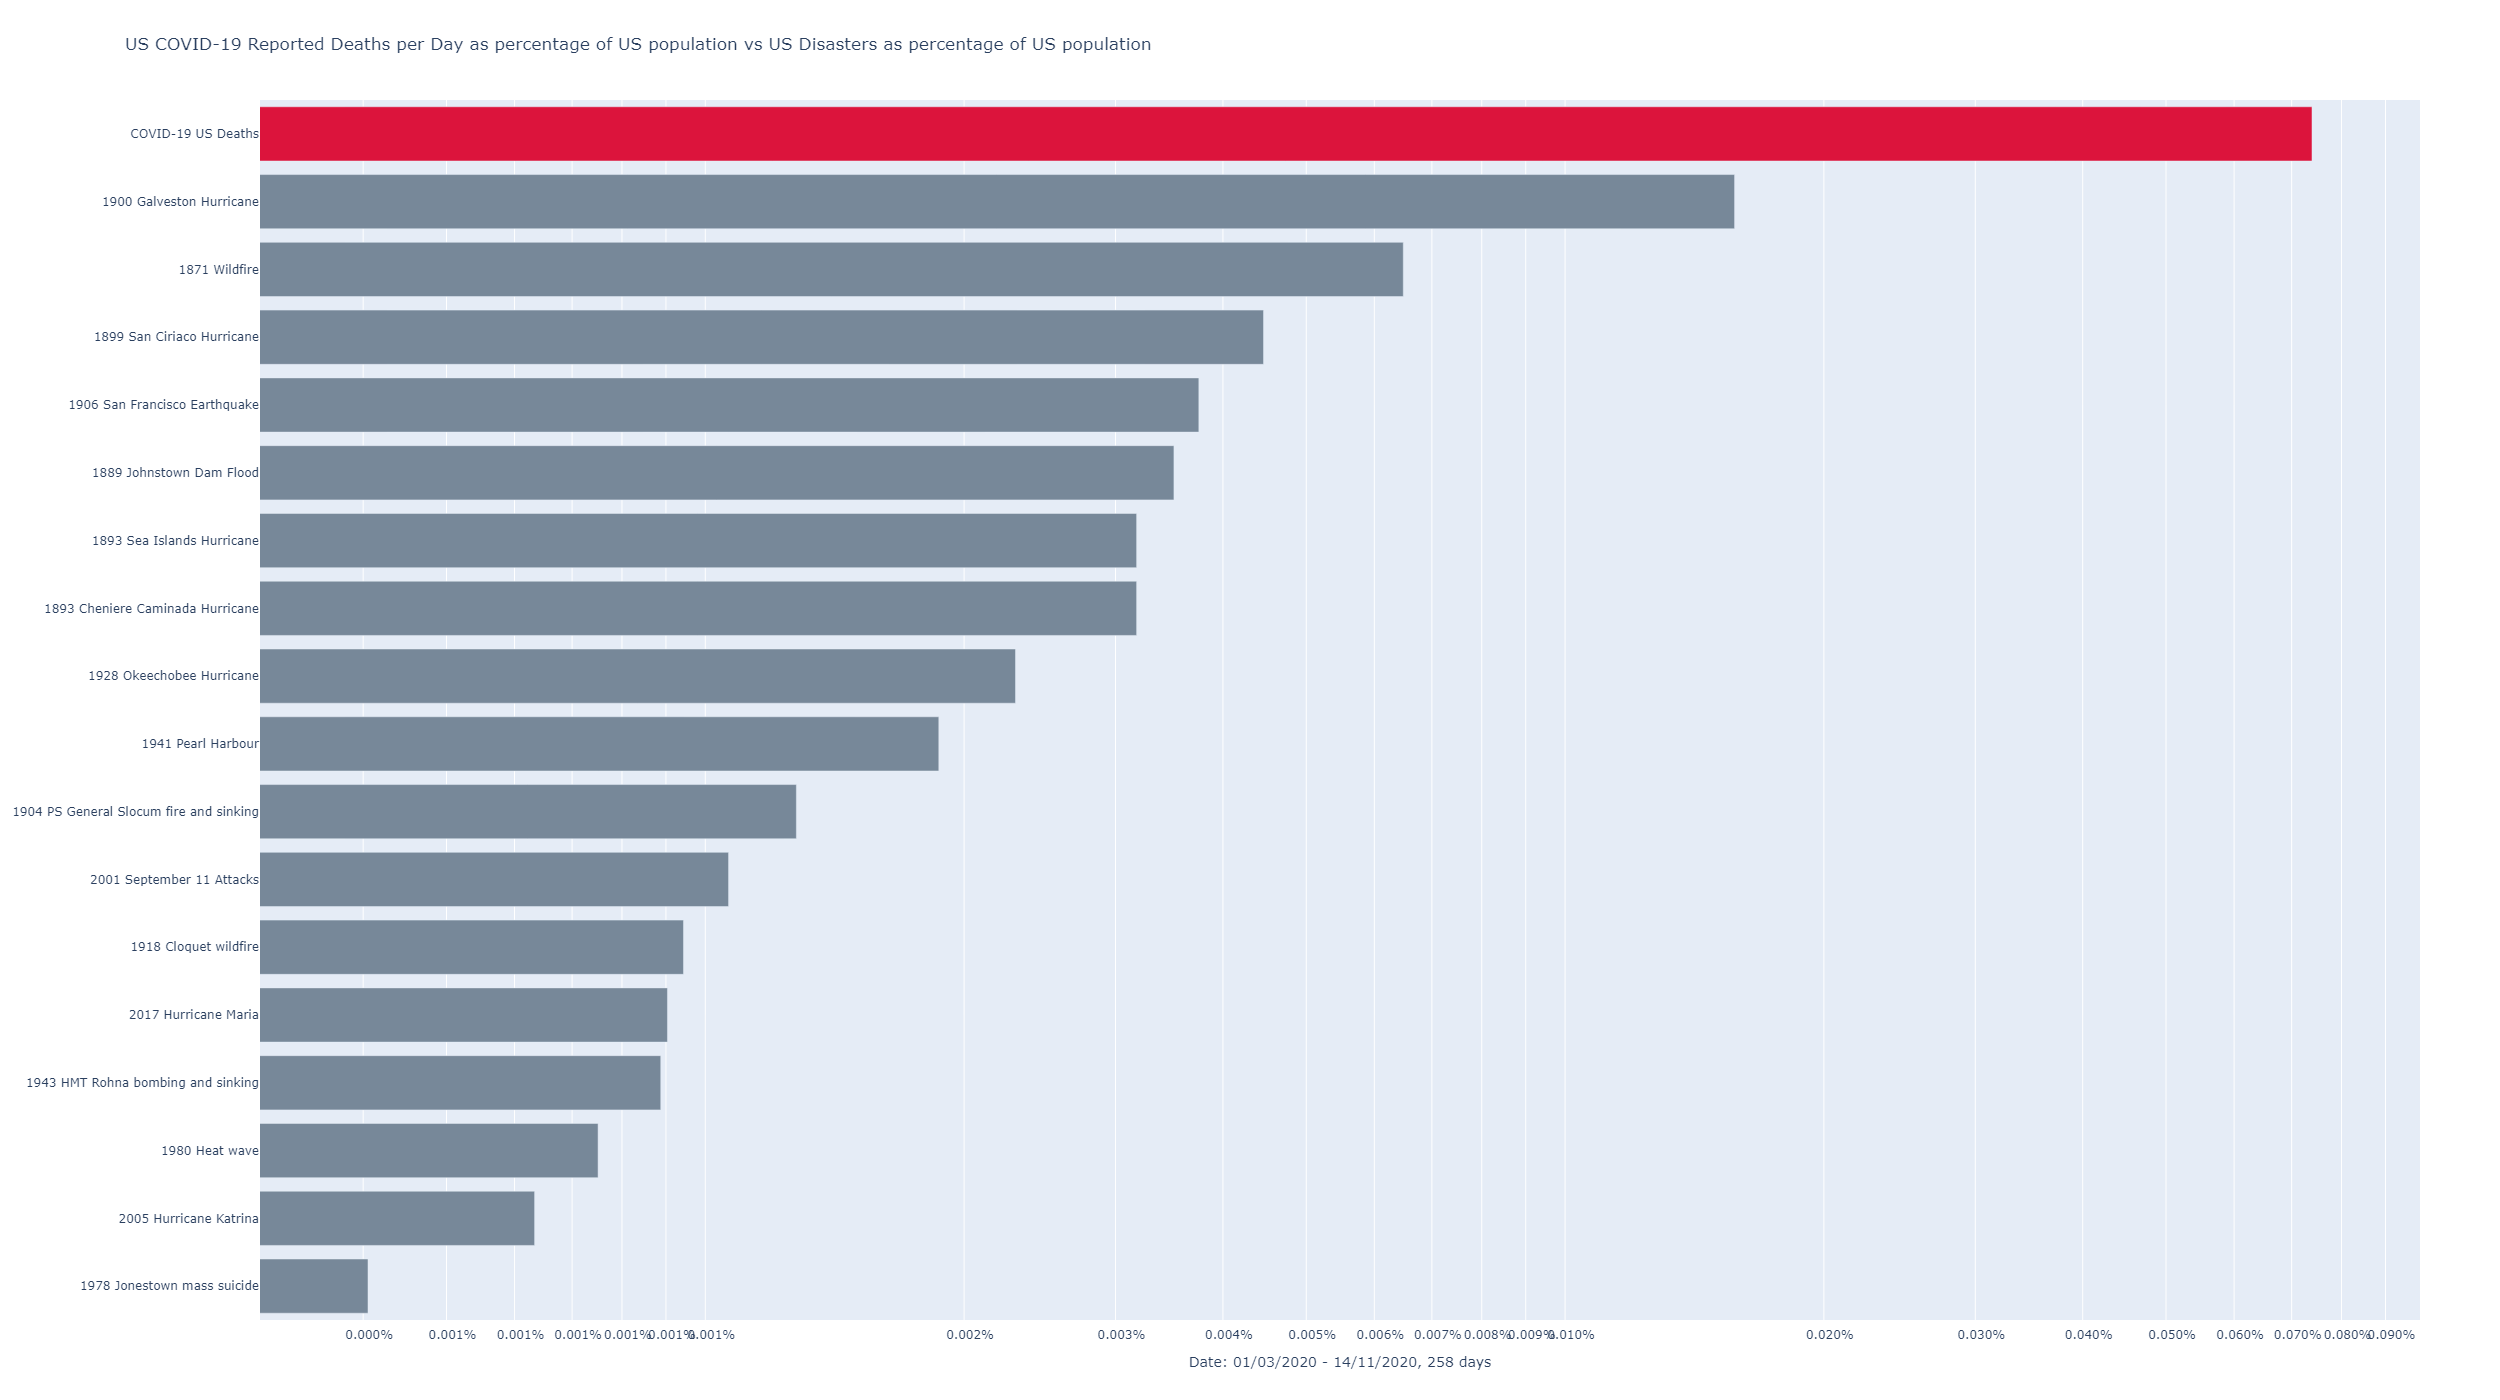 US COVID-19 Reported Deaths per Day as percentage of US population vs US Disasters as percentage of US population
COVID-19 US Deaths
1900 Galveston Hurricane
1871 Wildfire
1899 San Ciriaco Hurricane
1906 San Francisco Earthquake
1889 Johnstown Dam Flood
1893 Sea Islands Hurricane
1893 Cheniere Caminada Hurricane
1928 Okeechobee Hurricane
1941 Pearl Harbour
1904 PS General Slocum fire and sinking
2001 September 11 Attacks
1918 Cloquet wildfire
2017 Hurricane Maria
1943 HMT Rohna bombing and sinking
1980 Heat wave
2005 Hurricane Katrina
1978 Jonestown mass suicide
0.000% 0.001% 0.001% 0.001% 0.001% 0.001% 0.001% 0.002% 0.003% 0.004% 0.005% 0.006% 0.007% 0.008% 0.009% 0.010% 0.020% 0.030% 0.040% 0.050% 0.060% 0.070% 0.080% 0.090%
Date: 01/03/2020 - 14/11/2020, 258 days